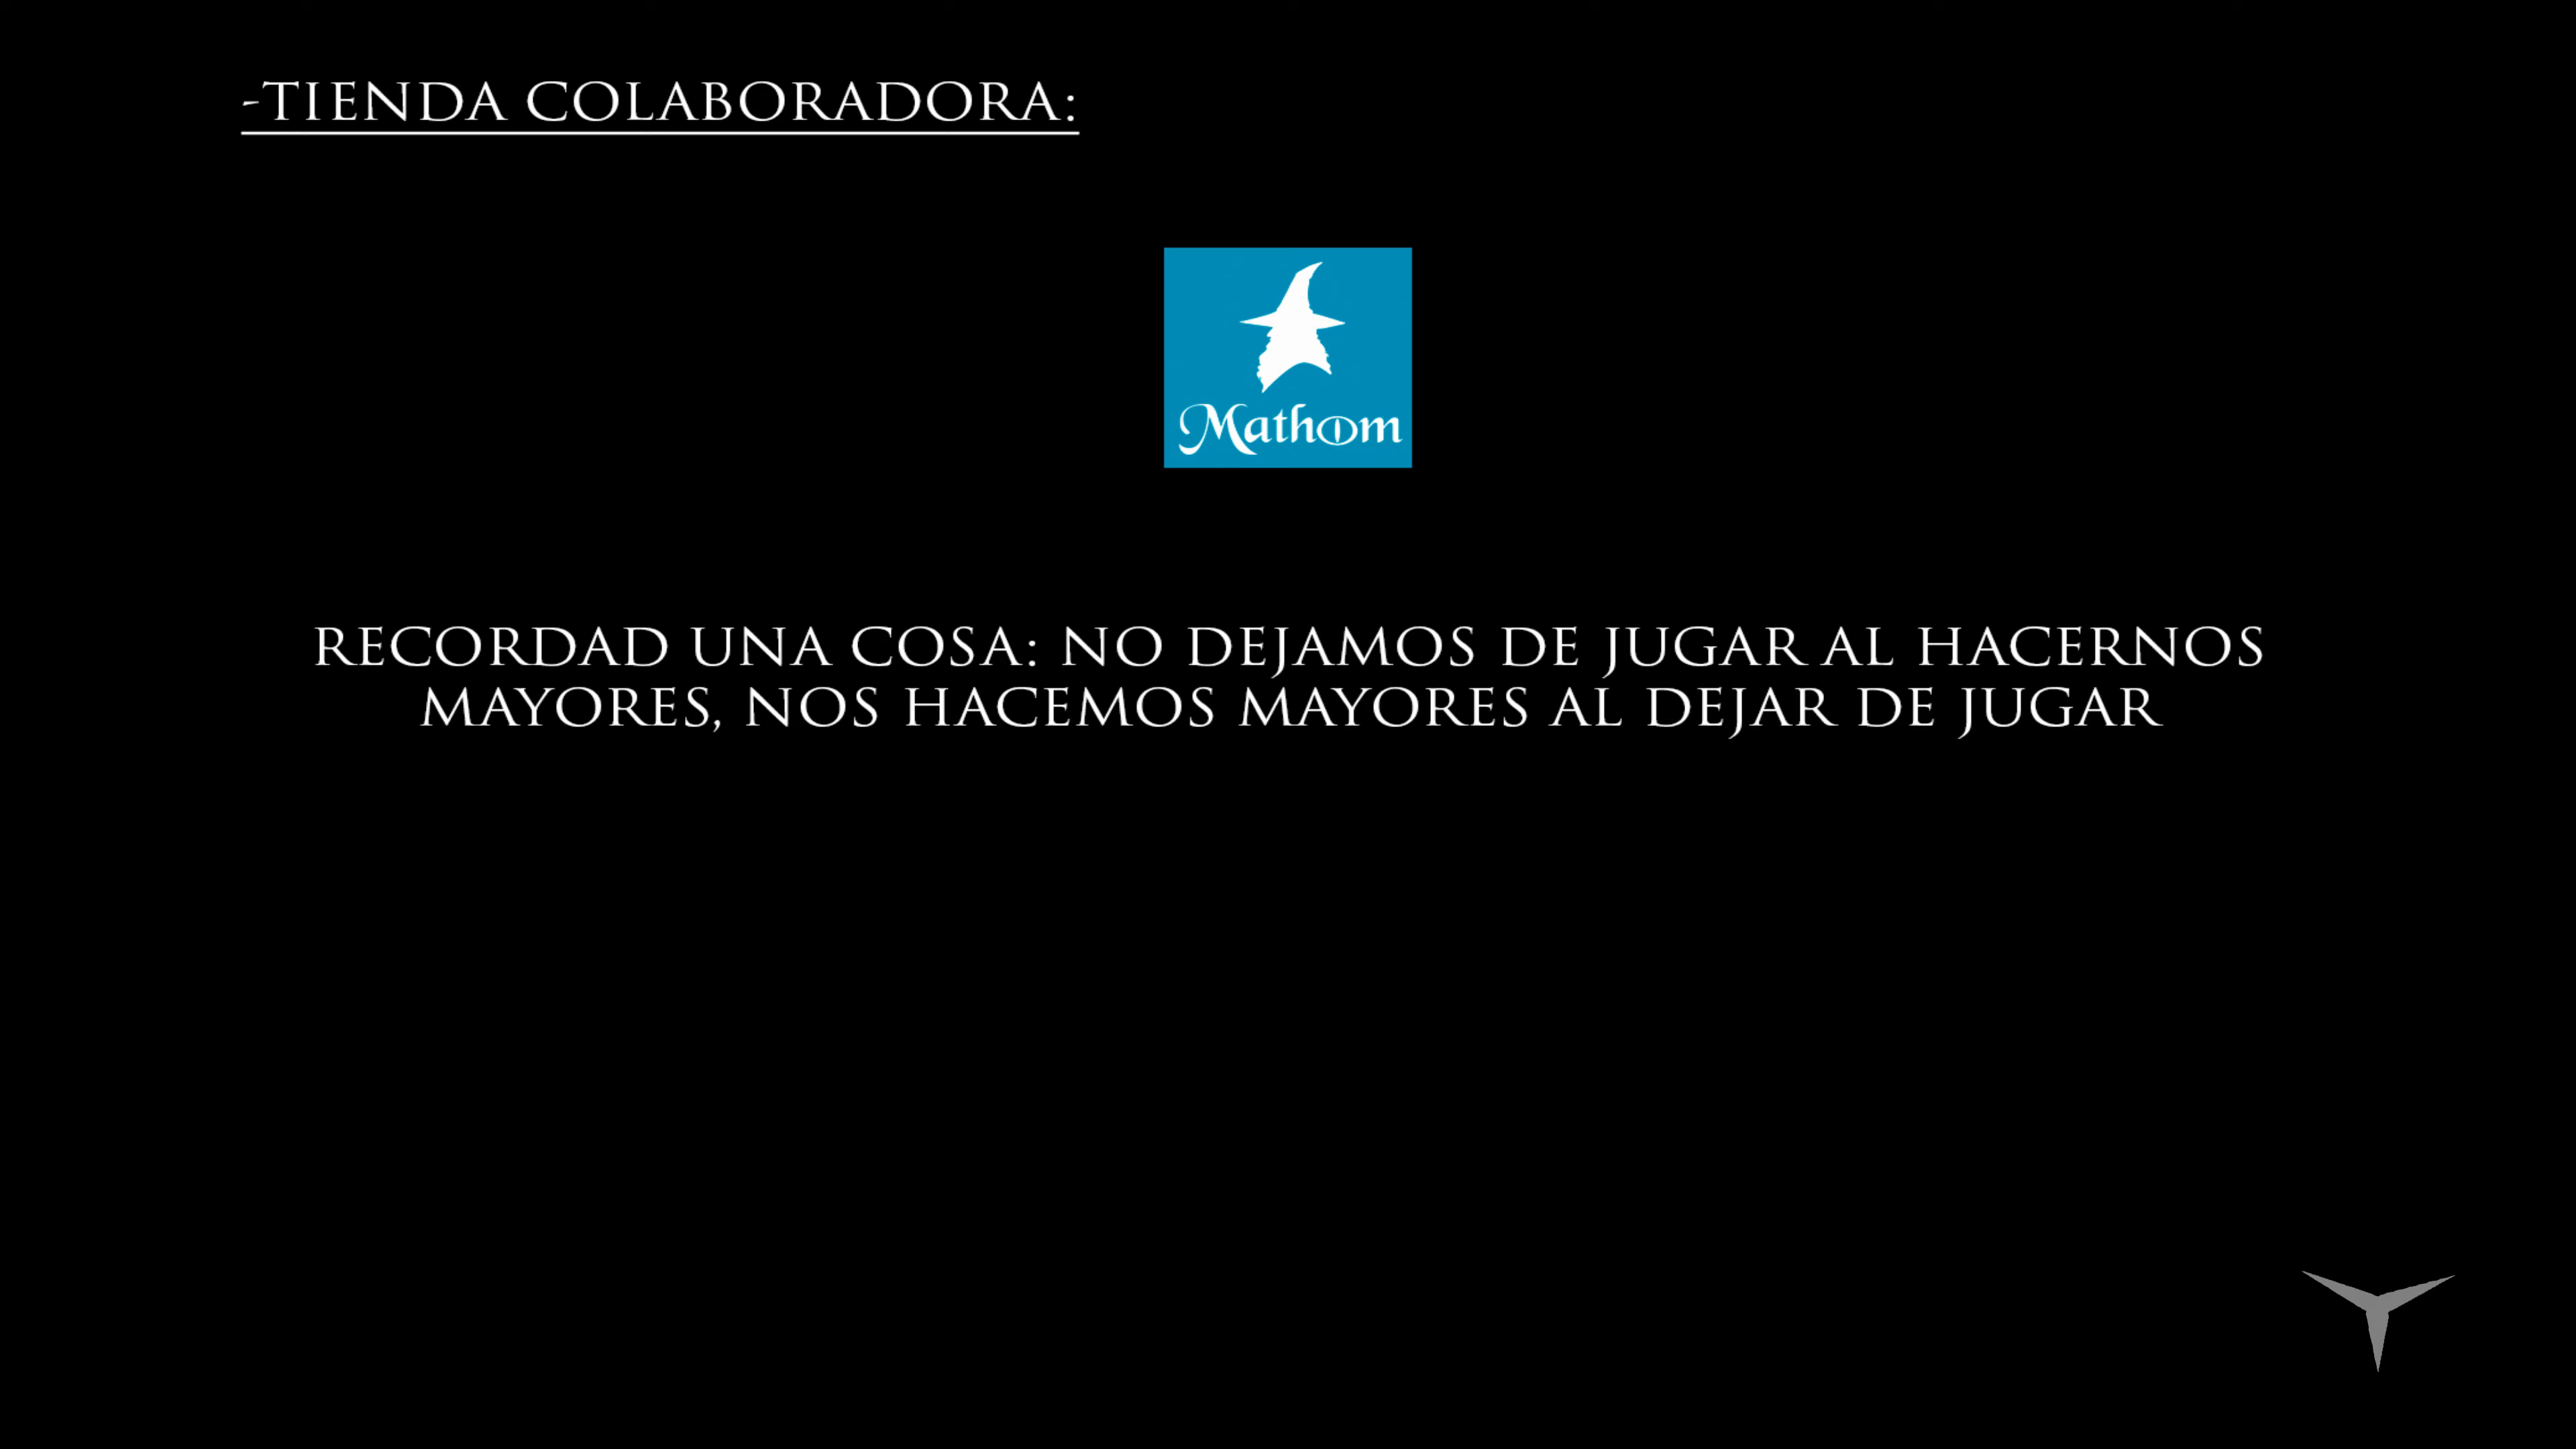 -TIENDA COLABORADORA:
Mathom
RECORDAD UNA COSA: NO DEJAMOS DE JUGAR AL HACERNOS
MAYORES, NOS HACEMOS MAYORES AL DEJAR DE JUGAR